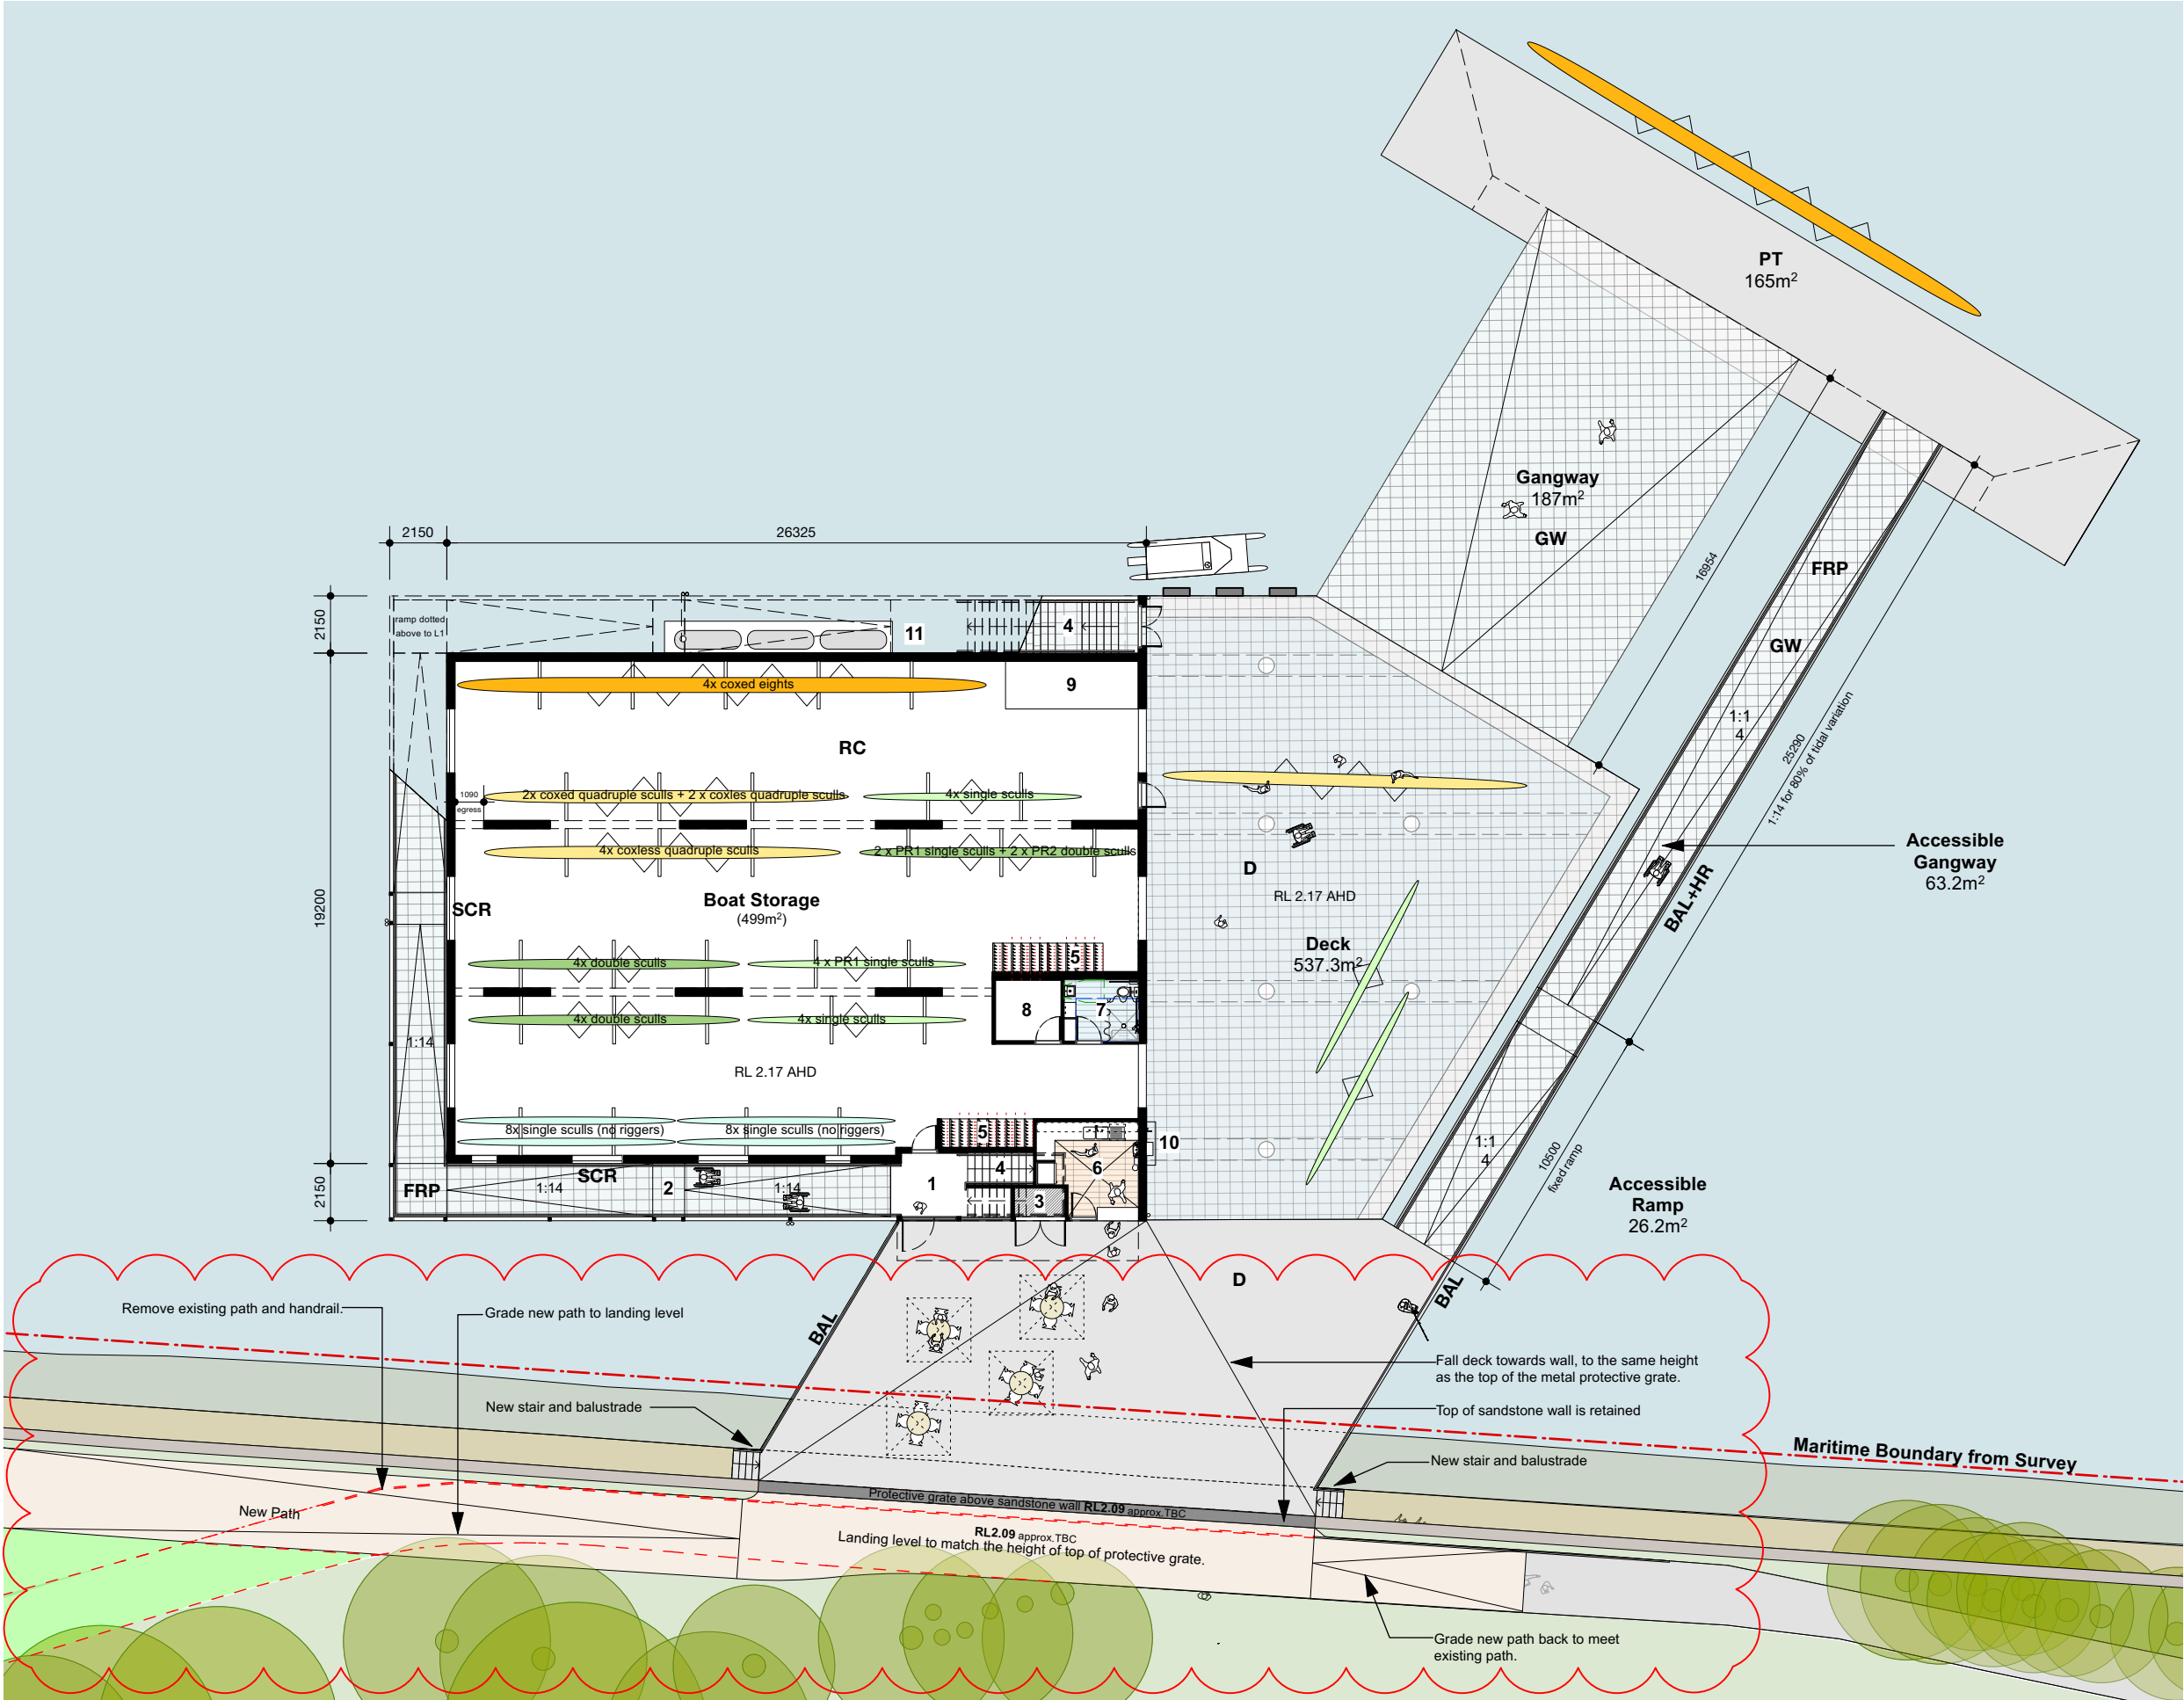 PT
165m²
Gangway
187m²
GW
FRP
GW
16954
2150
26325
2150
ramp dotted
above to L1
11
4
4x coxed eights
9
RC
1:1
4
25290
1:14 for 80% of tidal variation
1090
egress
2x coxed quadruple sculls + 2 x coxles quadruple sculls
4x single sculls
4x coxless quadruple sculls
2 x PR1 single sculls + 2 x PR2 double sculls
Accessible
Gangway
63.2m²
D
RL 2.17 AHD
BAL+HR
19200
SCR
Boat Storage
(499m²)
Deck
537.3m²
4x double sculls
4 x PR1 single sculls
5
8
7
4x double sculls
4x single sculls
1:14
RL 2.17 AHD
8x single sculls (no riggers)
8x single sculls (no riggers)
5
10
1:1
4
10500
fixed ramp
2150
FRP
1:14
SCR
2
1:14
1
4
3
6
Accessible
Ramp
26.2m²
D
BAL
BAL
Remove existing path and handrail.
Grade new path to landing level
Fall deck towards wall, to the same height
as the top of the metal protective grate.
New stair and balustrade
Top of sandstone wall is retained
Maritime Boundary from Survey
New stair and balustrade
Protective grate above sandstone wall RL2.09 approx.TBC
New Path
RL2.09 approx.TBC
Landing level to match the height of top of protective grate.
Grade new path back to meet
existing path.